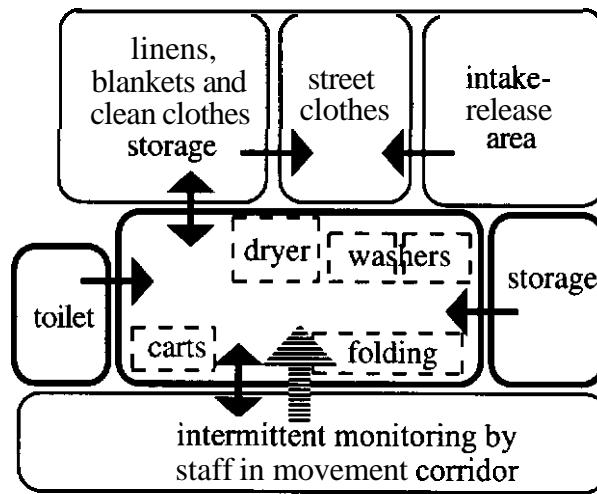 linens,
blankets and
clean clothes
storage
street
clothes
intake-
release
area
dryer
washers
storage
toilet
carts
folding
intermittent monitoring by
staff in movement corridor